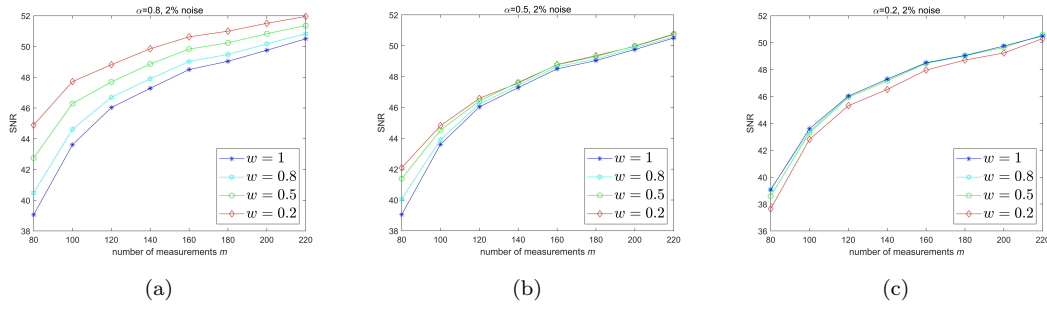 α=0.8, 2% noise
52
50
48
46
44
42
40
38
SNR
80 100 120 140 160 180 200 220
number of measurements m
w = 1
w = 0.8
w = 0.5
w = 0.2
(a)
α=0.5, 2% noise
52
50
48
46
44
42
40
38
SNR
80 100 120 140 160 180 200 220
number of measurements m
w = 1
w = 0.8
w = 0.5
w = 0.2
(b)
α=0.2, 2% noise
52
50
48
46
44
42
40
38
36
SNR
80 100 120 140 160 180 200 220
number of measurements m
w = 1
w = 0.8
w = 0.5
w = 0.2
(c)